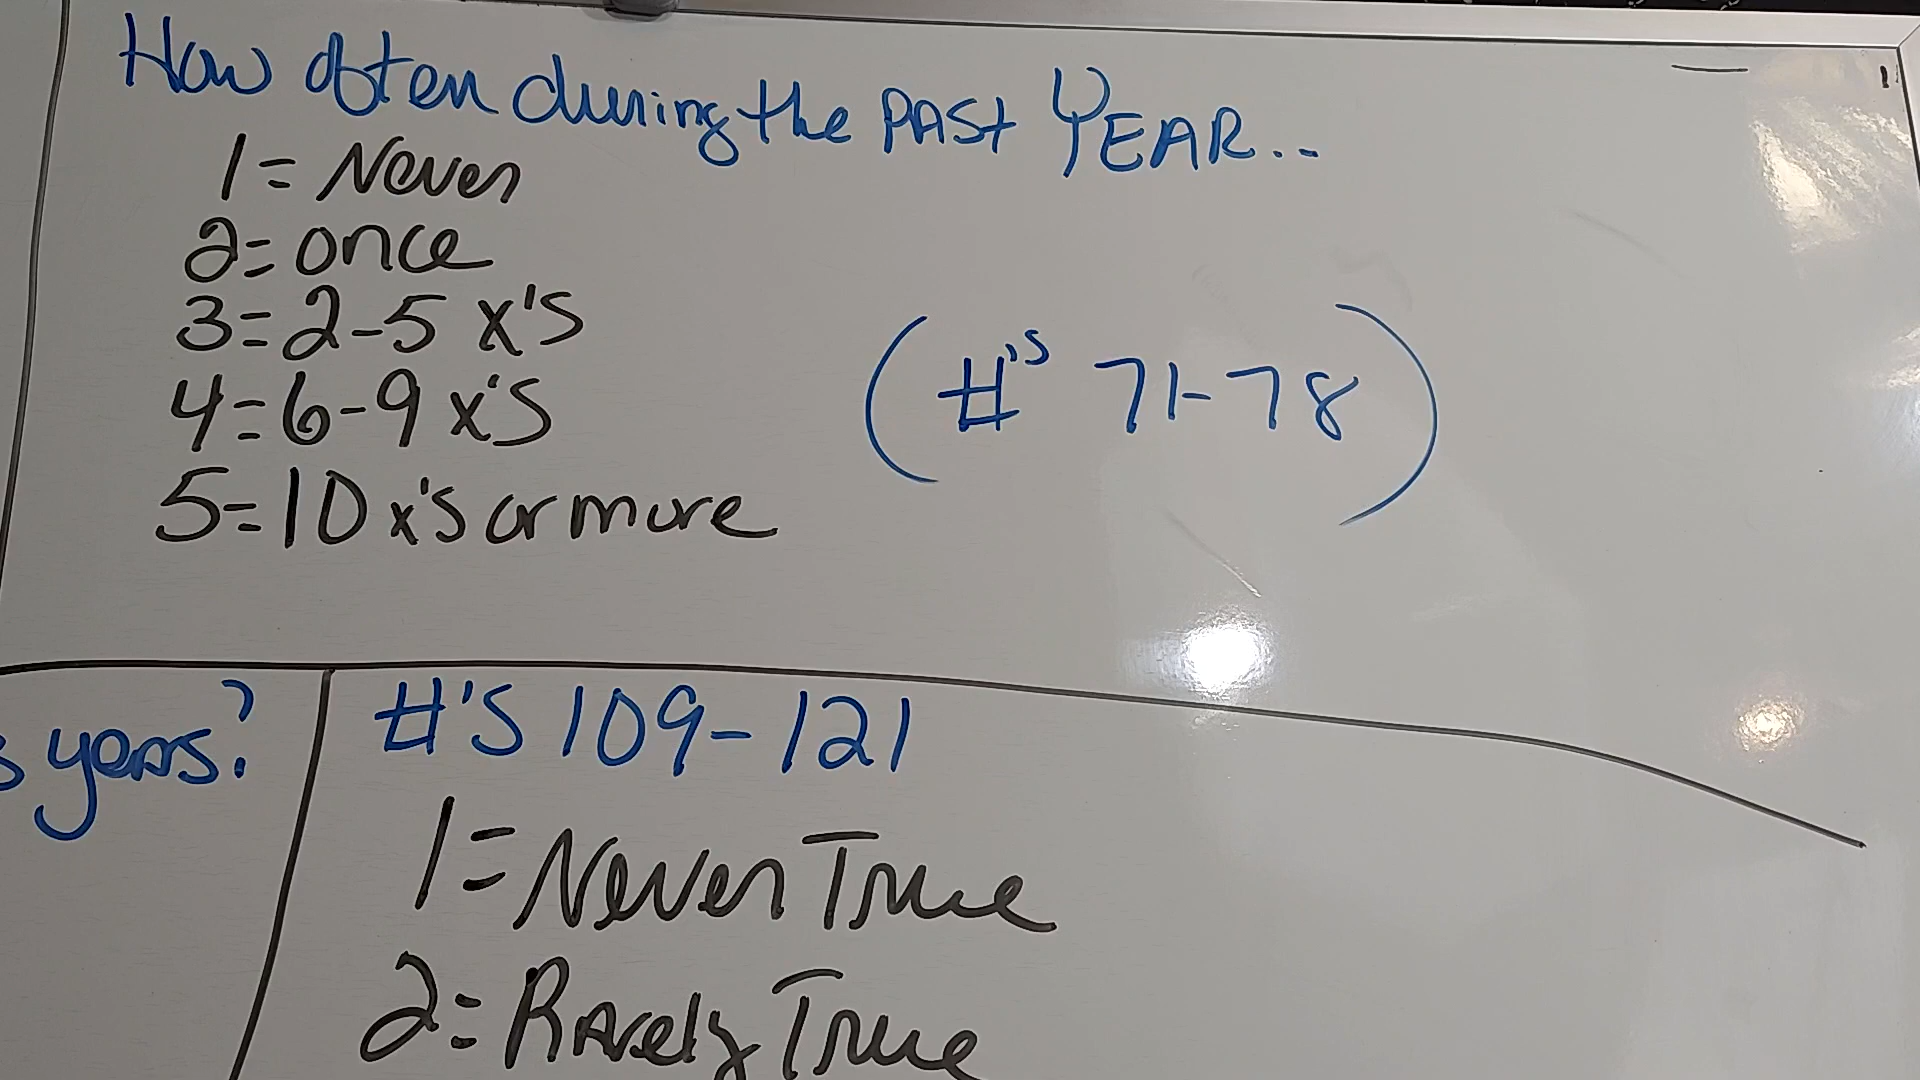 How often during the PAST YEAR..
1 = Never
2 = once
3 = 2-5 x's
4 = 6-9 x's
5 = 10 x's or more
(#'s 71-78)
years?
#'S 109-121
1 = Never True
2 = Rarely True